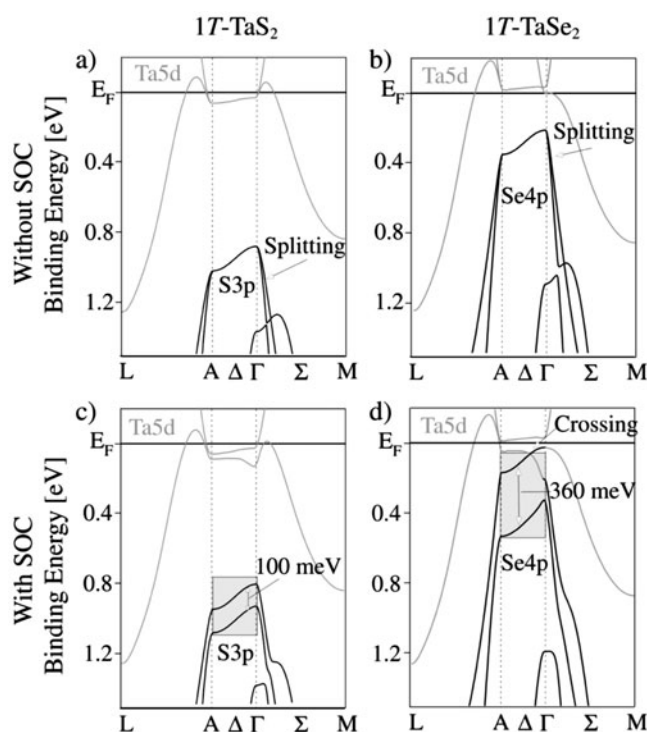 1T-TaS2 1T-TaSe2
a) b)
Ta5d Ta5d
EF EF
Splitting
0.4 0.4
Se4p
0.8 0.8
Splitting
S3p
1.2 1.2
L A Δ Γ Σ M L A Δ Γ Σ M
Without SOC
Binding Energy [eV]
c) d)
Ta5d Ta5d Crossing
EF EF
360 meV
0.4 0.4
Se4p
0.8 100 meV 0.8
S3p
1.2 1.2
L A Δ Γ Σ M L A Δ Γ Σ M
With SOC
Binding Energy [eV]